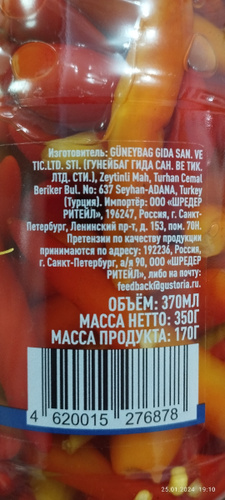 Изготовитель: GÜNEYBAG GIDA SAN. VE
TIC.LTD. STI. (ГУНЕЙБАГ ГИДА САН. ВЕ ТИК.
ЛТД. СТИ.), Zeytinli Mah, Turhan Cemal
Beriker Bul. No: 637 Seyhan-ADANA, Turkey
(Турция). Импортёр: ООО «ШРЕДЕР
РИТЕЙЛ», 196247, Россия, г. Санкт-
Петербург, Ленинский пр-т, д. 153, пом. 70Н.
Претензии по качеству продукции
принимаются по адресу: 192236, Россия,
г. Санкт-Петербург, а/я 90, ООО «ШРЕДЕР
РИТЕЙЛ», либо на почту:
feedback@gustoria.ru
ОБЪЁМ: 370МЛ
МАССА НЕТТО: 350Г
МАССА ПРОДУКТА: 170Г
4 620015 276878
25.01.2024 19:10